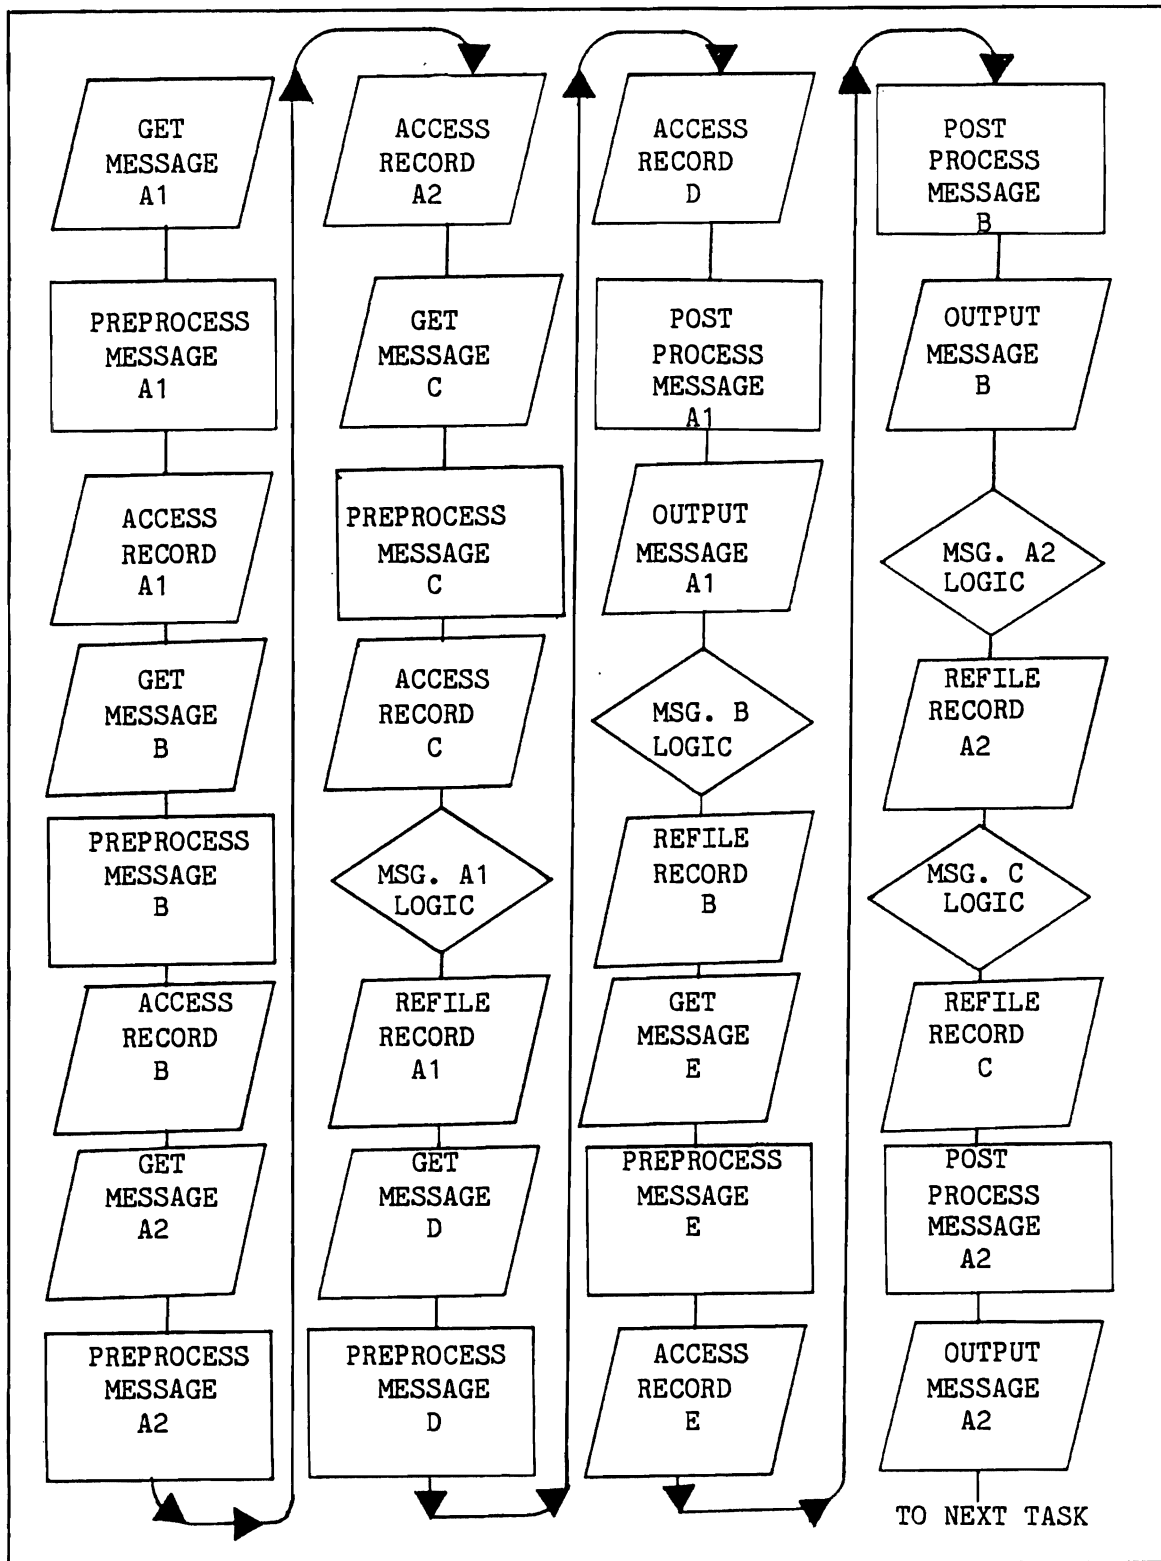 GET
MESSAGE
A1
PREPROCESS
MESSAGE
A1
ACCESS
RECORD
A1
GET
MESSAGE
B
PREPROCESS
MESSAGE
B
ACCESS
RECORD
B
GET
MESSAGE
A2
PREPROCESS
MESSAGE
A2
ACCESS
RECORD
A2
GET
MESSAGE
C
PREPROCESS
MESSAGE
C
ACCESS
RECORD
C
MSG. A1
LOGIC
REFILE
RECORD
A1
GET
MESSAGE
D
PREPROCESS
MESSAGE
D
ACCESS
RECORD
D
POST
PROCESS
MESSAGE
A1
OUTPUT
MESSAGE
A1
MSG. B
LOGIC
REFILE
RECORD
B
GET
MESSAGE
E
PREPROCESS
MESSAGE
E
ACCESS
RECORD
E
POST
PROCESS
MESSAGE
B
OUTPUT
MESSAGE
B
MSG. A2
LOGIC
REFILE
RECORD
A2
MSG. C
LOGIC
REFILE
RECORD
C
POST
PROCESS
MESSAGE
A2
OUTPUT
MESSAGE
A2
TO NEXT TASK